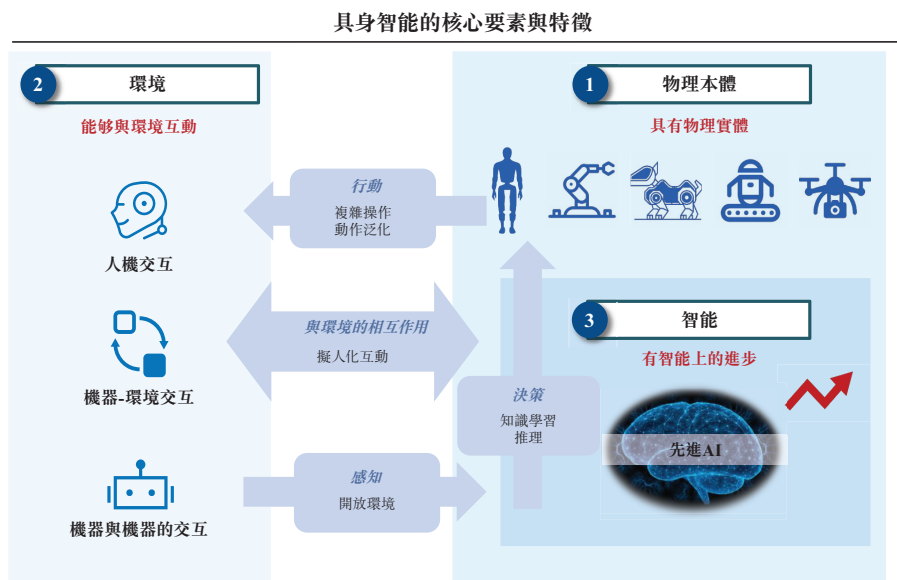 具身智能的核心要素與特徵
2
環境
能够與環境互動
人機交互
機器-環境交互
機器與機器的交互
行動
複雜操作
動作泛化
與環境的相互作用
擬人化互動
感知
開放環境
1
物理本體
具有物理實體
決策
知識學習
推理
3
智能
有智能上的進步
先進AI